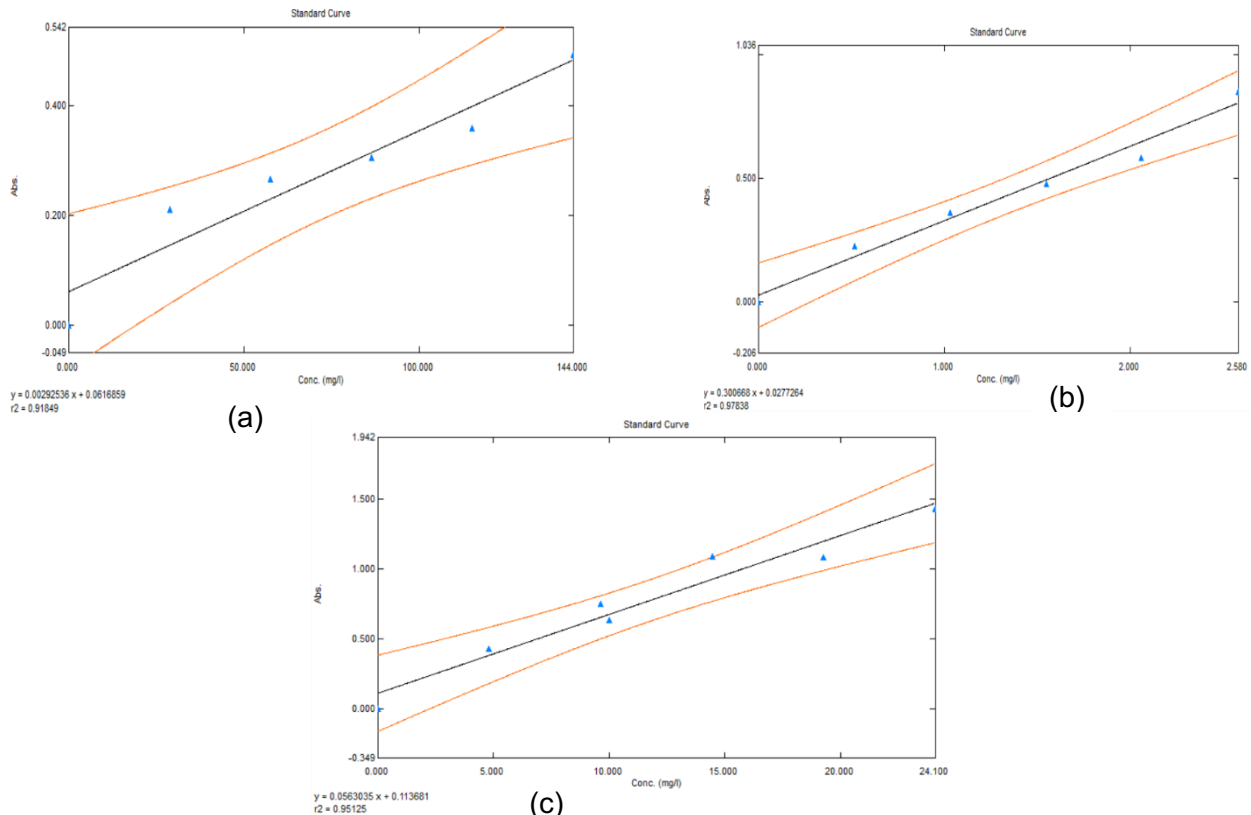 Standard Curve
0.542
0.400
Abs.
0.200
0.000
-0.049
0.000
50.000
100.000
144.000
Conc. (mg/l)
y = 0.00292536 x + 0.0616859
r2 = 0.91849
(a)
Standard Curve
1.036
Abs.
0.500
0.000
-0.206
0.000
1.000
2.000
2.580
Conc. (mg/l)
y = 0.300668 x + 0.0277264
r2 = 0.97838
(b)
Standard Curve
1.942
1.500
1.000
Abs.
0.500
0.000
-0.349
0.000
5.000
10.000
15.000
20.000
24.100
Conc. (mg/l)
y = 0.0563035 x + 0.113681
r2 = 0.95125
(c)